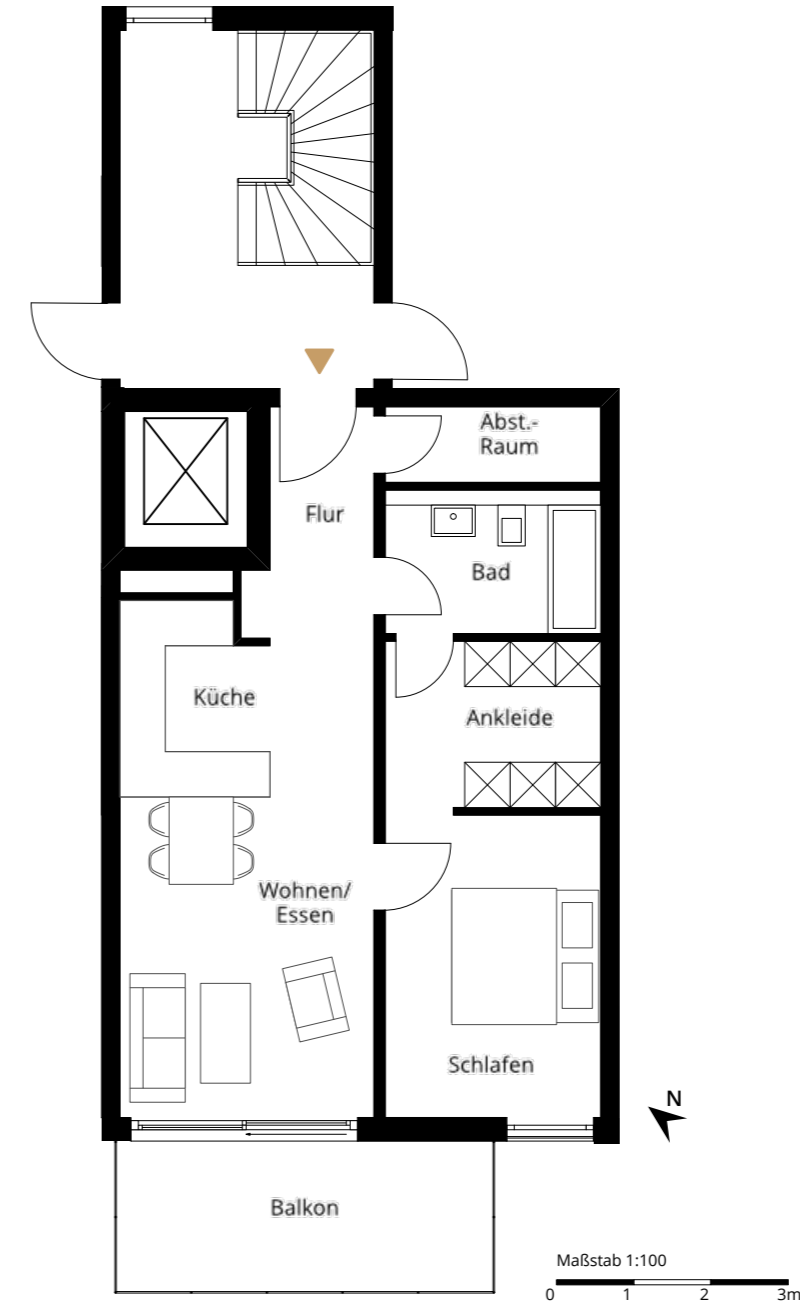 Abst.-
Raum
Flur
Bad
Küche
Ankleide
Wohnen/
Essen
Schlafen
N
Balkon
Maßstab 1:100
0 1 2 3m